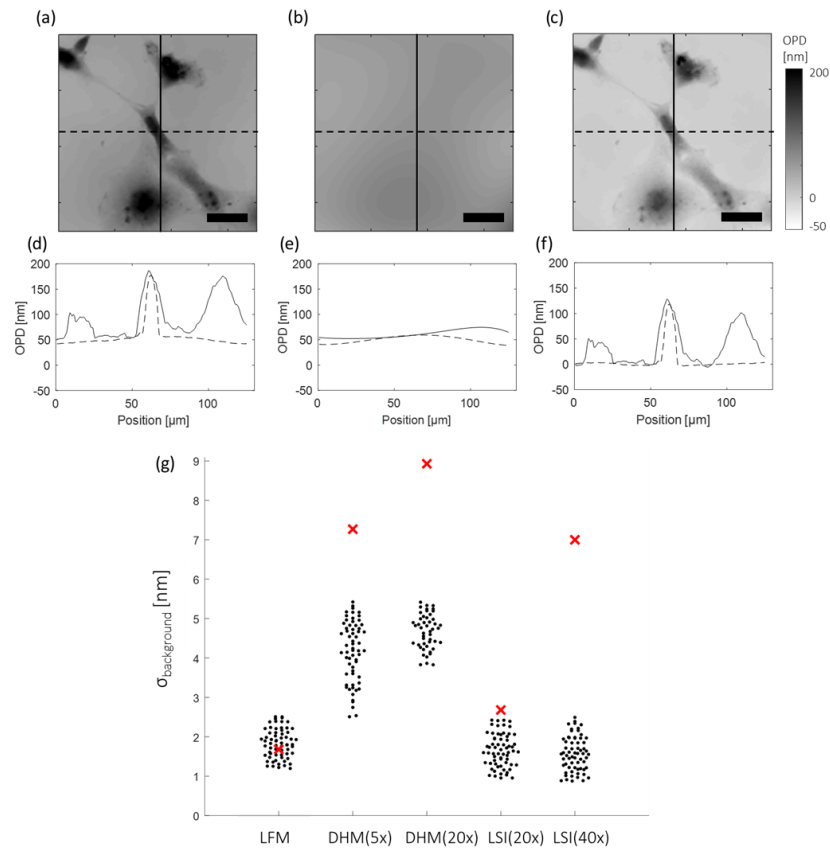 (a)
(b)
(c)
OPD
[nm]
200
0
-50
(d)
(e)
(f)
200
150
100
50
0
-50
OPD [nm]
0
50
100
Position [µm]
200
150
100
50
0
-50
OPD [nm]
0
50
100
Position [µm]
200
150
100
50
0
-50
OPD [nm]
0
50
100
Position [µm]
(g)
9
8
7
6
5
4
3
2
1
0
σbackground [nm]
LFM
DHM(5x)
DHM(20x)
LSI(20x)
LSI(40x)